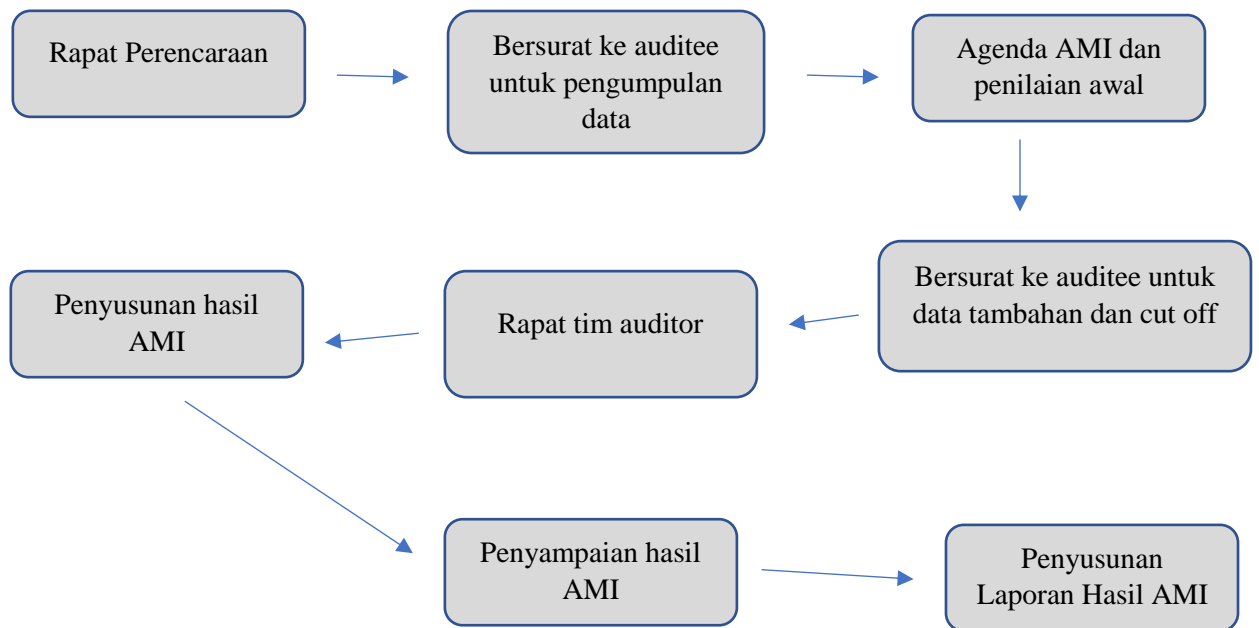 Rapat Perencaraan
Bersurat ke auditee
untuk pengumpulan
data
Agenda AMI dan
penilaian awal
Bersurat ke auditee untuk
data tambahan dan cut off
Rapat tim auditor
Penyusunan hasil
AMI
Penyampaian hasil
AMI
Penyusunan
Laporan Hasil AMI